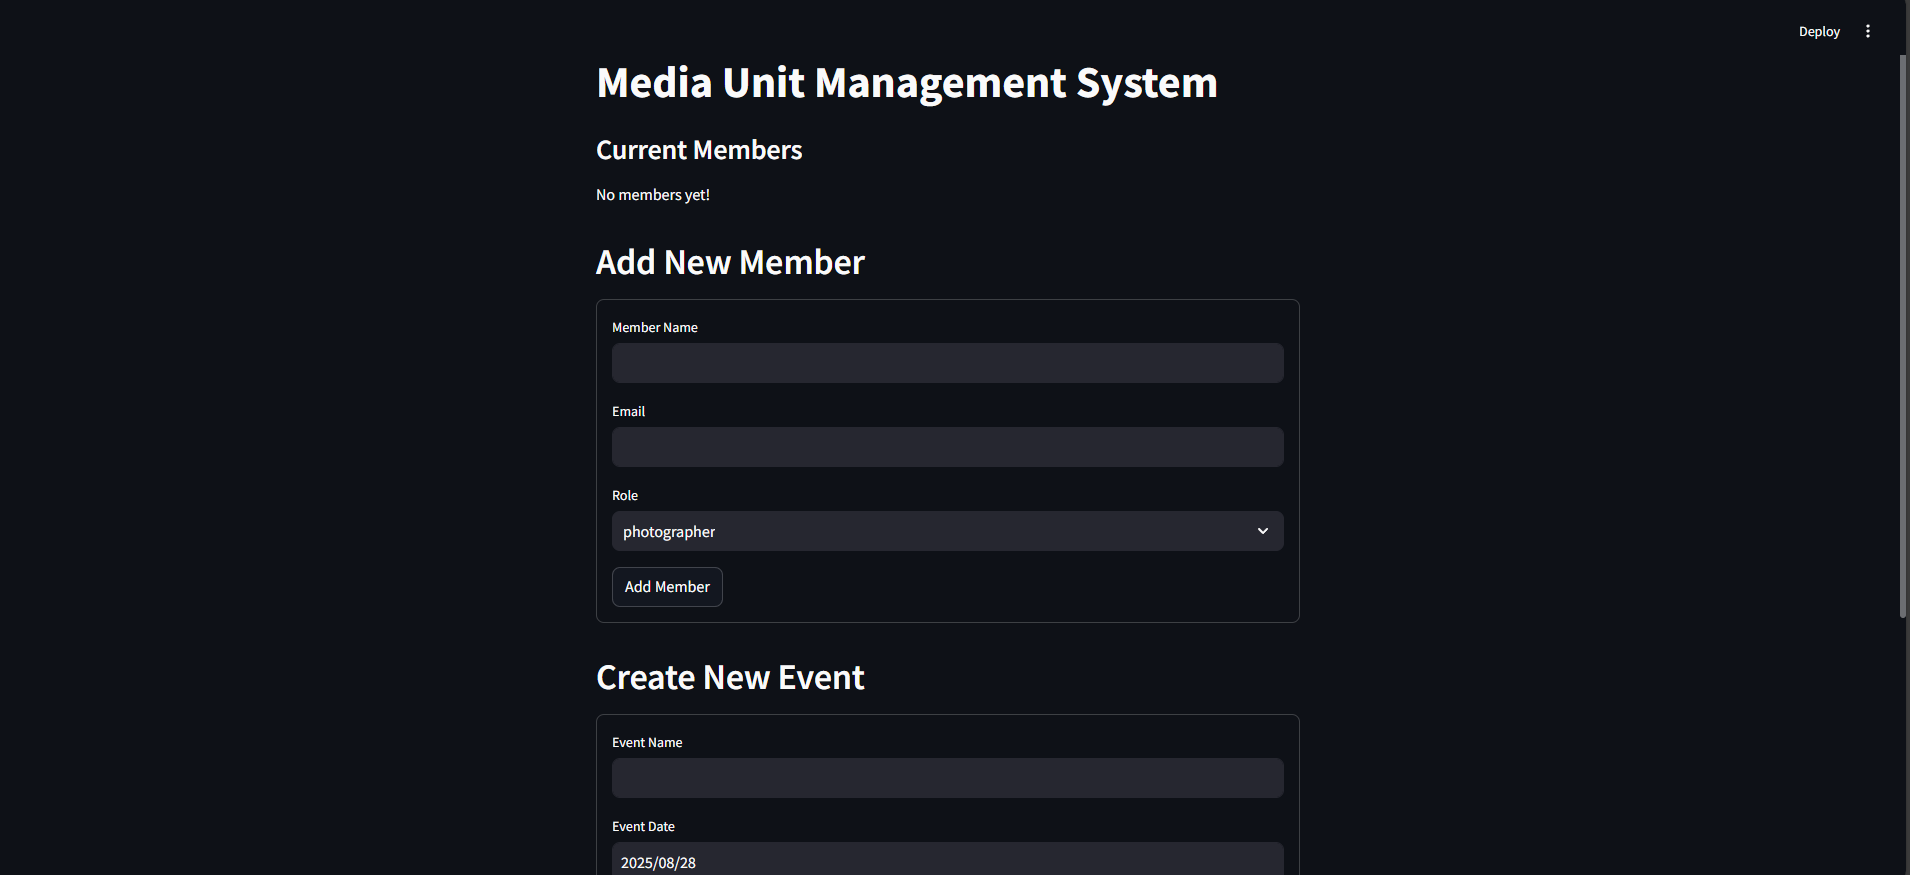 Deploy
Media Unit Management System
Current Members
No members yet!
Add New Member
Member Name
Email
Role
photographer
Add Member
Create New Event
Event Name
Event Date
2025/08/28